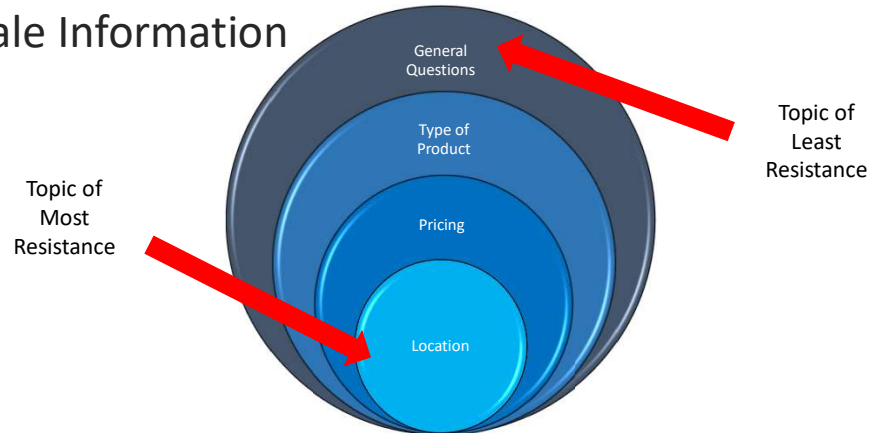 ale Information
General
Questions
Topic of
Least
Resistance
Type of
Product
Topic of
Most
Resistance
Pricing
Location